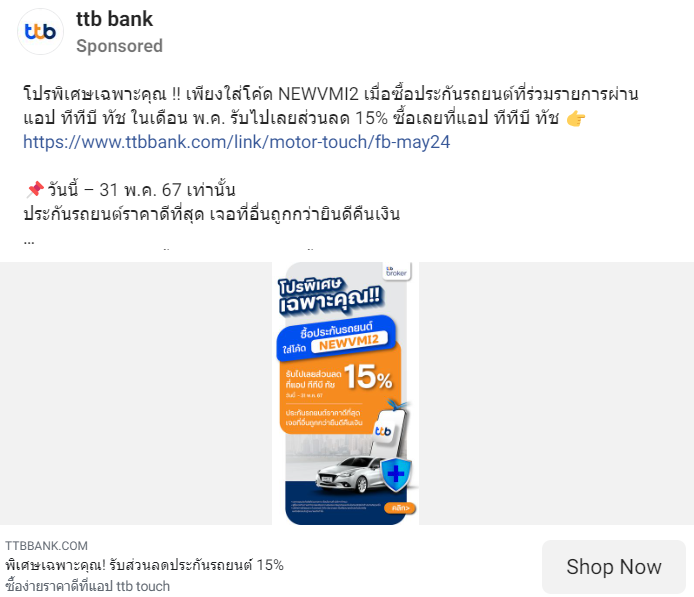 ttb bank
Sponsored
ttb
โปรพิเศษเฉพาะคุณ !! เพียงใส่โค้ด NEWVMI2 เมื่อซื้อประกันรถยนต์ที่ร่วมรายการผ่าน
แอป ทีทีบี ทัช ในเดือน พ.ค. รับไปเลยส่วนลด 15% ซื้อเลยที่แอป ทีทีบี ทัช 👉
https://www.ttbbank.com/link/motor-touch/fb-may24
📌วันนี้ – 31 พ.ค. 67 เท่านั้น
ประกันรถยนต์ราคาดีที่สุด เจอที่อื่นถูกกว่ายินดีคืนเงิน
...
ttb
broker
โปรพิเศษ
เฉพาะคุณ!!
ซื้อประกันรถยนต์
ใส่โค้ด NEWVMI2
รับไปเลยส่วนลด
ที่แอป ทีทีบี ทัช
15%
วันนี้ - 31 พ.ค. 67
ประกันรถยนต์ราคาดีที่สุด
เจอที่อื่นถูกกว่ายินดีคืนเงิน
ttb
คลิก>
TTBBANK.COM
พิเศษเฉพาะคุณ! รับส่วนลดประกันรถยนต์ 15%
ซื้อง่ายราคาดีที่แอป ttb touch
Shop Now